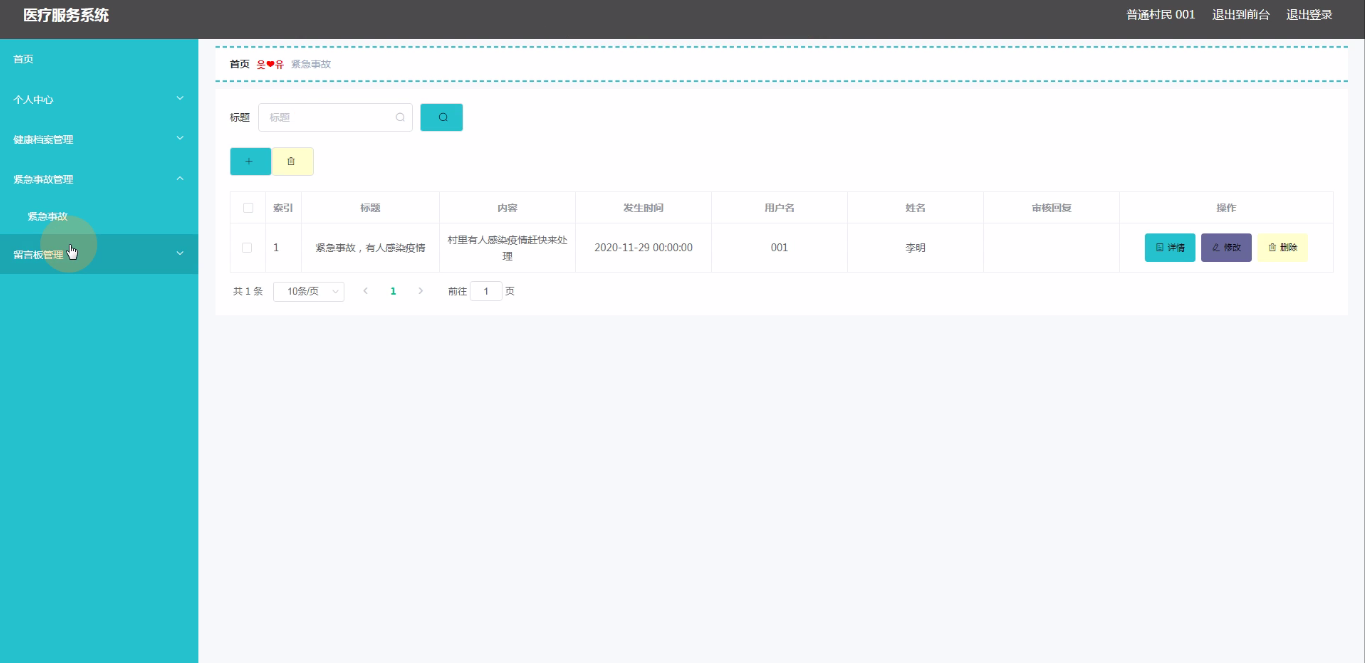 医疗服务系统
普通村民 001 退出到前台 退出登录
首页
个人中心
健康档案管理
紧急事故管理
紧急事故
留言板管理
首页 웃❤유 紧急事故
标题 标题
索引 标题 内容 发生时间 用户名 姓名 审核回复 操作
1 紧急事故，有人感染疫情 村里有人感染疫情赶快来处 2020-11-29 00:00:00 001 李明 详情 修改 删除
理
共 1 条 10条/页 1 前往 1 页